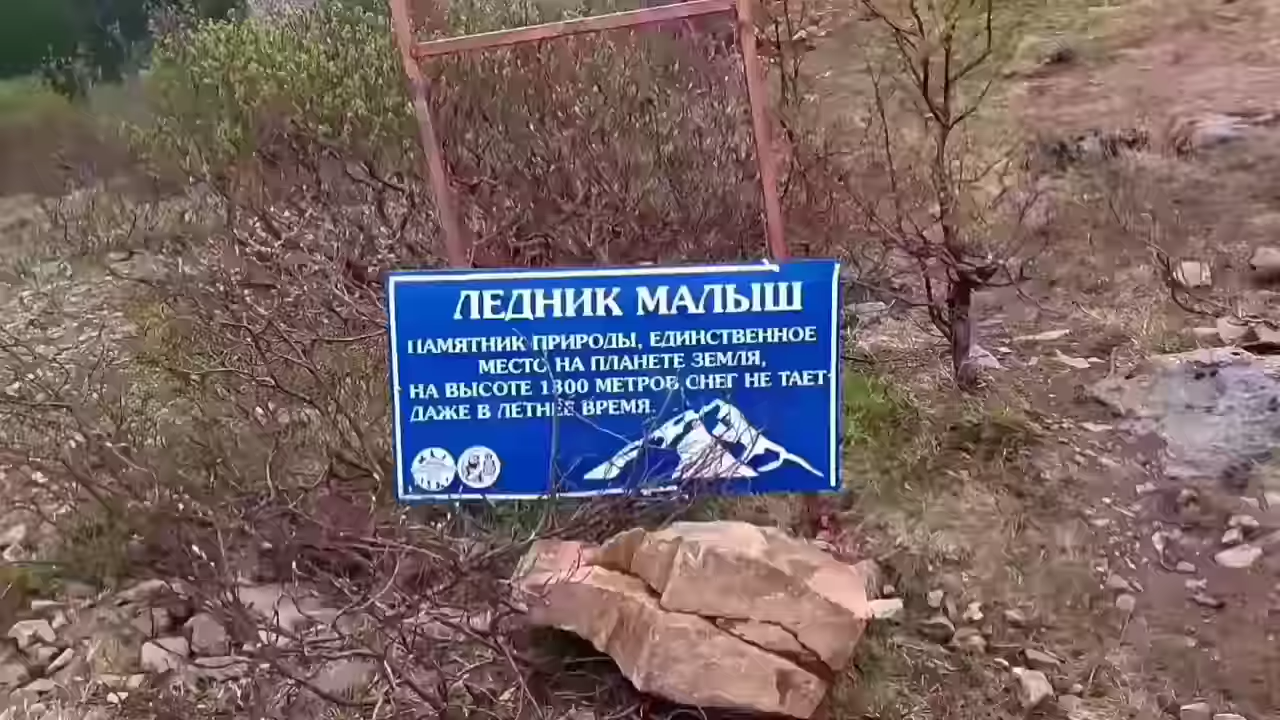 ЛЕДНИК МАЛЫШ
ПАМЯТНИК ПРИРОДЫ, ЕДИНСТВЕННОЕ
МЕСТО НА ПЛАНЕТЕ ЗЕМЛЯ,
НА ВЫСОТЕ 1300 МЕТРОВ СНЕГ НЕ ТАЕТ
ДАЖЕ В ЛЕТНЕЕ ВРЕМЯ.